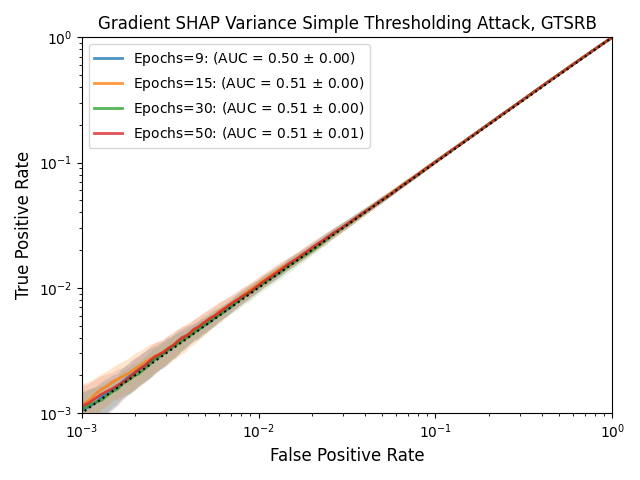 Gradient SHAP Variance Simple Thresholding Attack, GTSRB
10⁰
Epochs=9: (AUC = 0.50 ± 0.00)
Epochs=15: (AUC = 0.51 ± 0.00)
Epochs=30: (AUC = 0.51 ± 0.00)
Epochs=50: (AUC = 0.51 ± 0.01)
10⁻¹
True Positive Rate
10⁻²
10⁻³
10⁻³ 10⁻² 10⁻¹ 10⁰
False Positive Rate